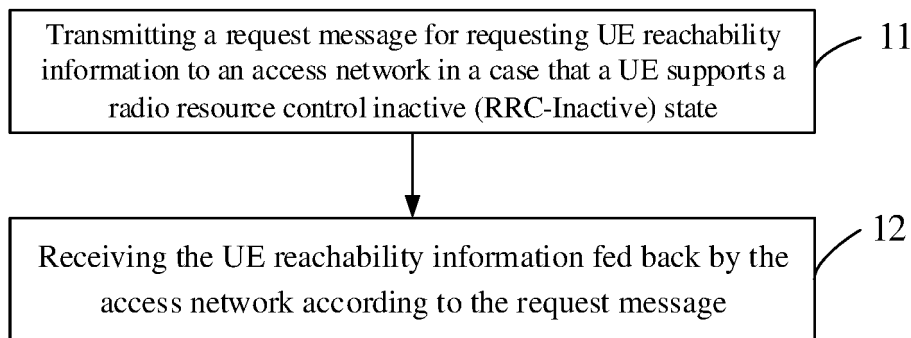 Transmitting a request message for requesting UE reachability
information to an access network in a case that a UE supports a
radio resource control inactive (RRC-Inactive) state
11
Receiving the UE reachability information fed back by the
access network according to the request message
12